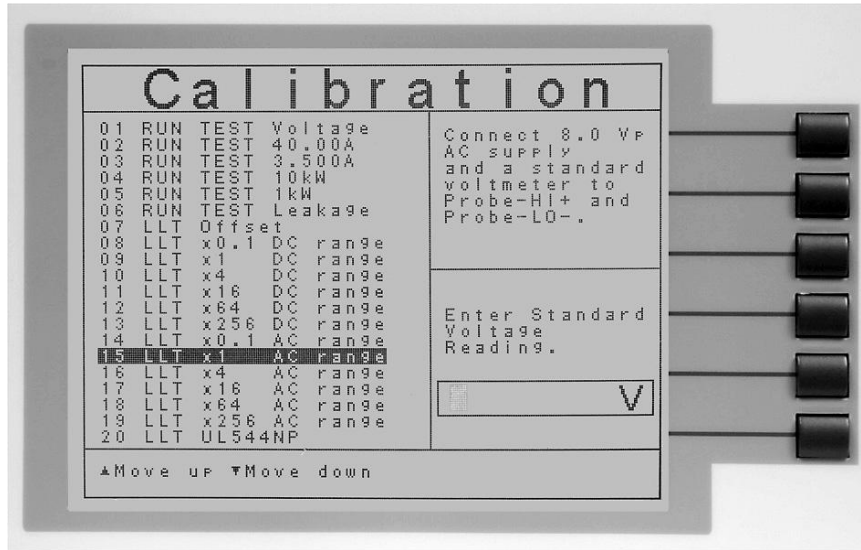 Calibration
01 RUN TEST Voltage
02 RUN TEST 40.00A
03 RUN TEST 3.500A
04 RUN TEST 10kW
05 RUN TEST 1kW
06 RUN TEST Leakage
07 LLT Offset
08 LLT x0.1 DC range
09 LLT x1 DC range
10 LLT x4 DC range
11 LLT x16 DC range
12 LLT x64 DC range
13 LLT x256 DC range
14 LLT x0.1 AC range
15 LLT x1 AC range
16 LLT x4 AC range
17 LLT x16 AC range
18 LLT x64 AC range
19 LLT x256 AC range
20 LLT UL544NP
Connect 8.0 Vp
AC supply
and a standard
voltmeter to
Probe-HI+ and
Probe-LO-.
Enter Standard
Voltage
Reading.
V
▲Move up ▼Move down